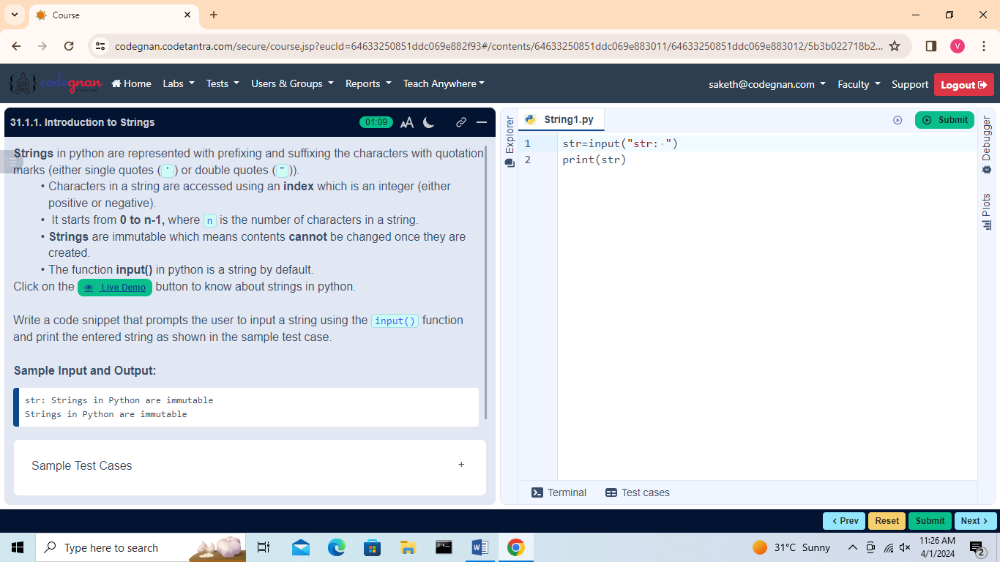 Course
codegnan.codetantra.com/secure/course.jsp?eucId=64633250851ddc069e882f93#/contents/64633250851ddc069e883011/64633250851ddc069e883012/5b3b022718b2...
V
codegnan
Home Labs Tests Users & Groups Reports Teach Anywhere
saketh@codegnan.com Faculty Support Logout
31.1.1. Introduction to Strings
01:09
AA
Strings in python are represented with prefixing and suffixing the characters with quotation
marks (either single quotes ( ' ) or double quotes ( " )).
• Characters in a string are accessed using an index which is an integer (either
positive or negative).
• It starts from 0 to n-1, where n is the number of characters in a string.
• Strings are immutable which means contents cannot be changed once they are
created.
• The function input() in python is a string by default.
Click on the Live Demo button to know about strings in python.
Write a code snippet that prompts the user to input a string using the input() function
and print the entered string as shown in the sample test case.
Sample Input and Output:
str: Strings in Python are immutable
Strings in Python are immutable
Sample Test Cases +
Explorer
String1.py
Submit
1 str=input("str: ")
2 print(str)
Debugger
Plots
Terminal Test cases
< Prev Reset Submit Next >
Type here to search
31°C Sunny
11:26 AM
4/1/2024
2